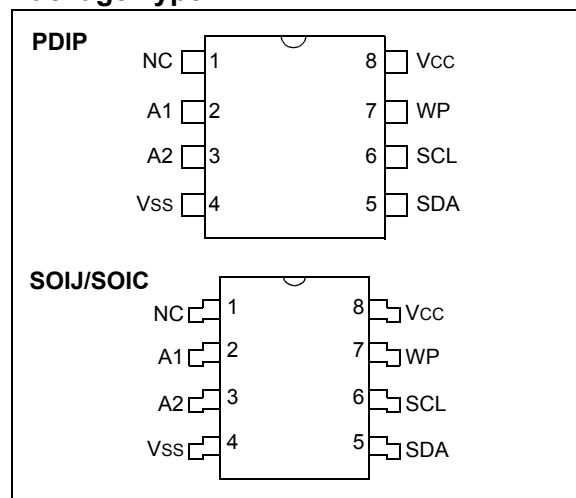 PDIP
NC 1 8 VCC
A1 2 7 WP
A2 3 6 SCL
VSS 4 5 SDA
SOIJ/SOIC
NC 1 8 VCC
A1 2 7 WP
A2 3 6 SCL
VSS 4 5 SDA